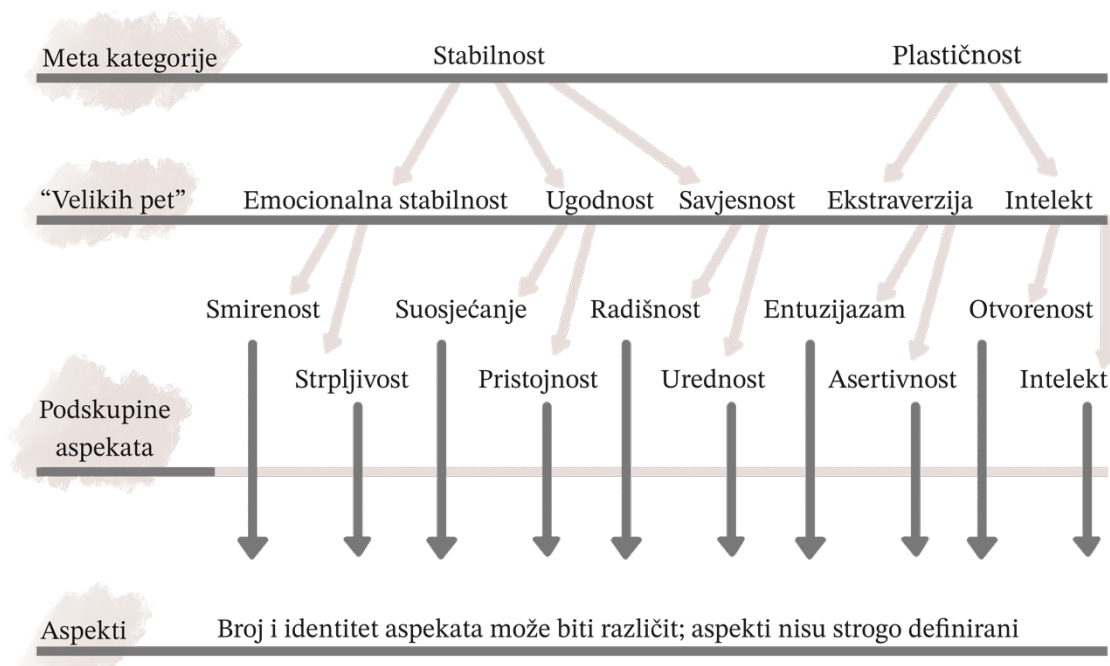 Meta kategorije Stabilnost Plastičnost
“Velikih pet” Emocionalna stabilnost Ugodnost Savjesnost Ekstraverzija Intelekt
Smirenost Suosjećanje Radišnost Entuzijazam Otvorenost
Strpljivost Pristojnost Urednost Asertivnost Intelekt
Podskupine
aspekata
Aspekti Broj i identitet aspekata može biti različit; aspekti nisu strogo definirani